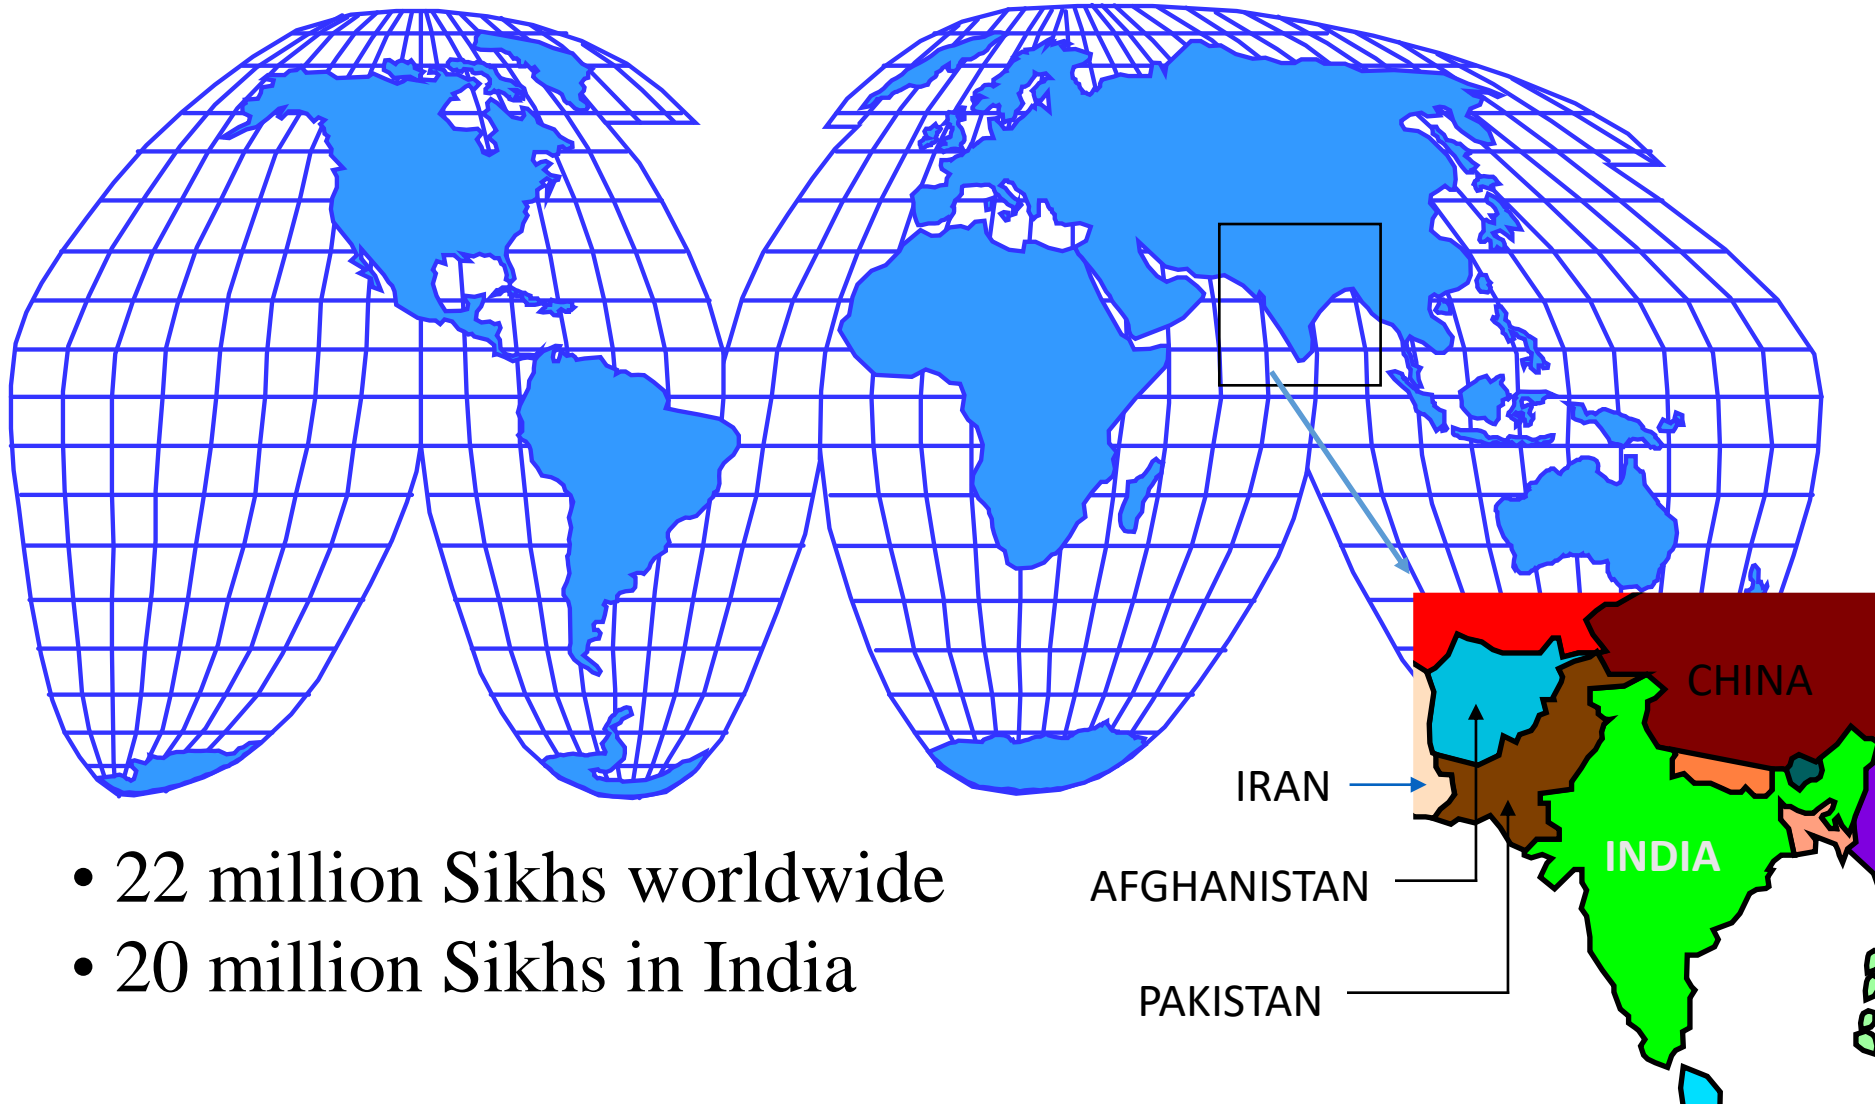 CHINA
IRAN
INDIA
• 22 million Sikhs worldwide
AFGHANISTAN
• 20 million Sikhs in India
PAKISTAN